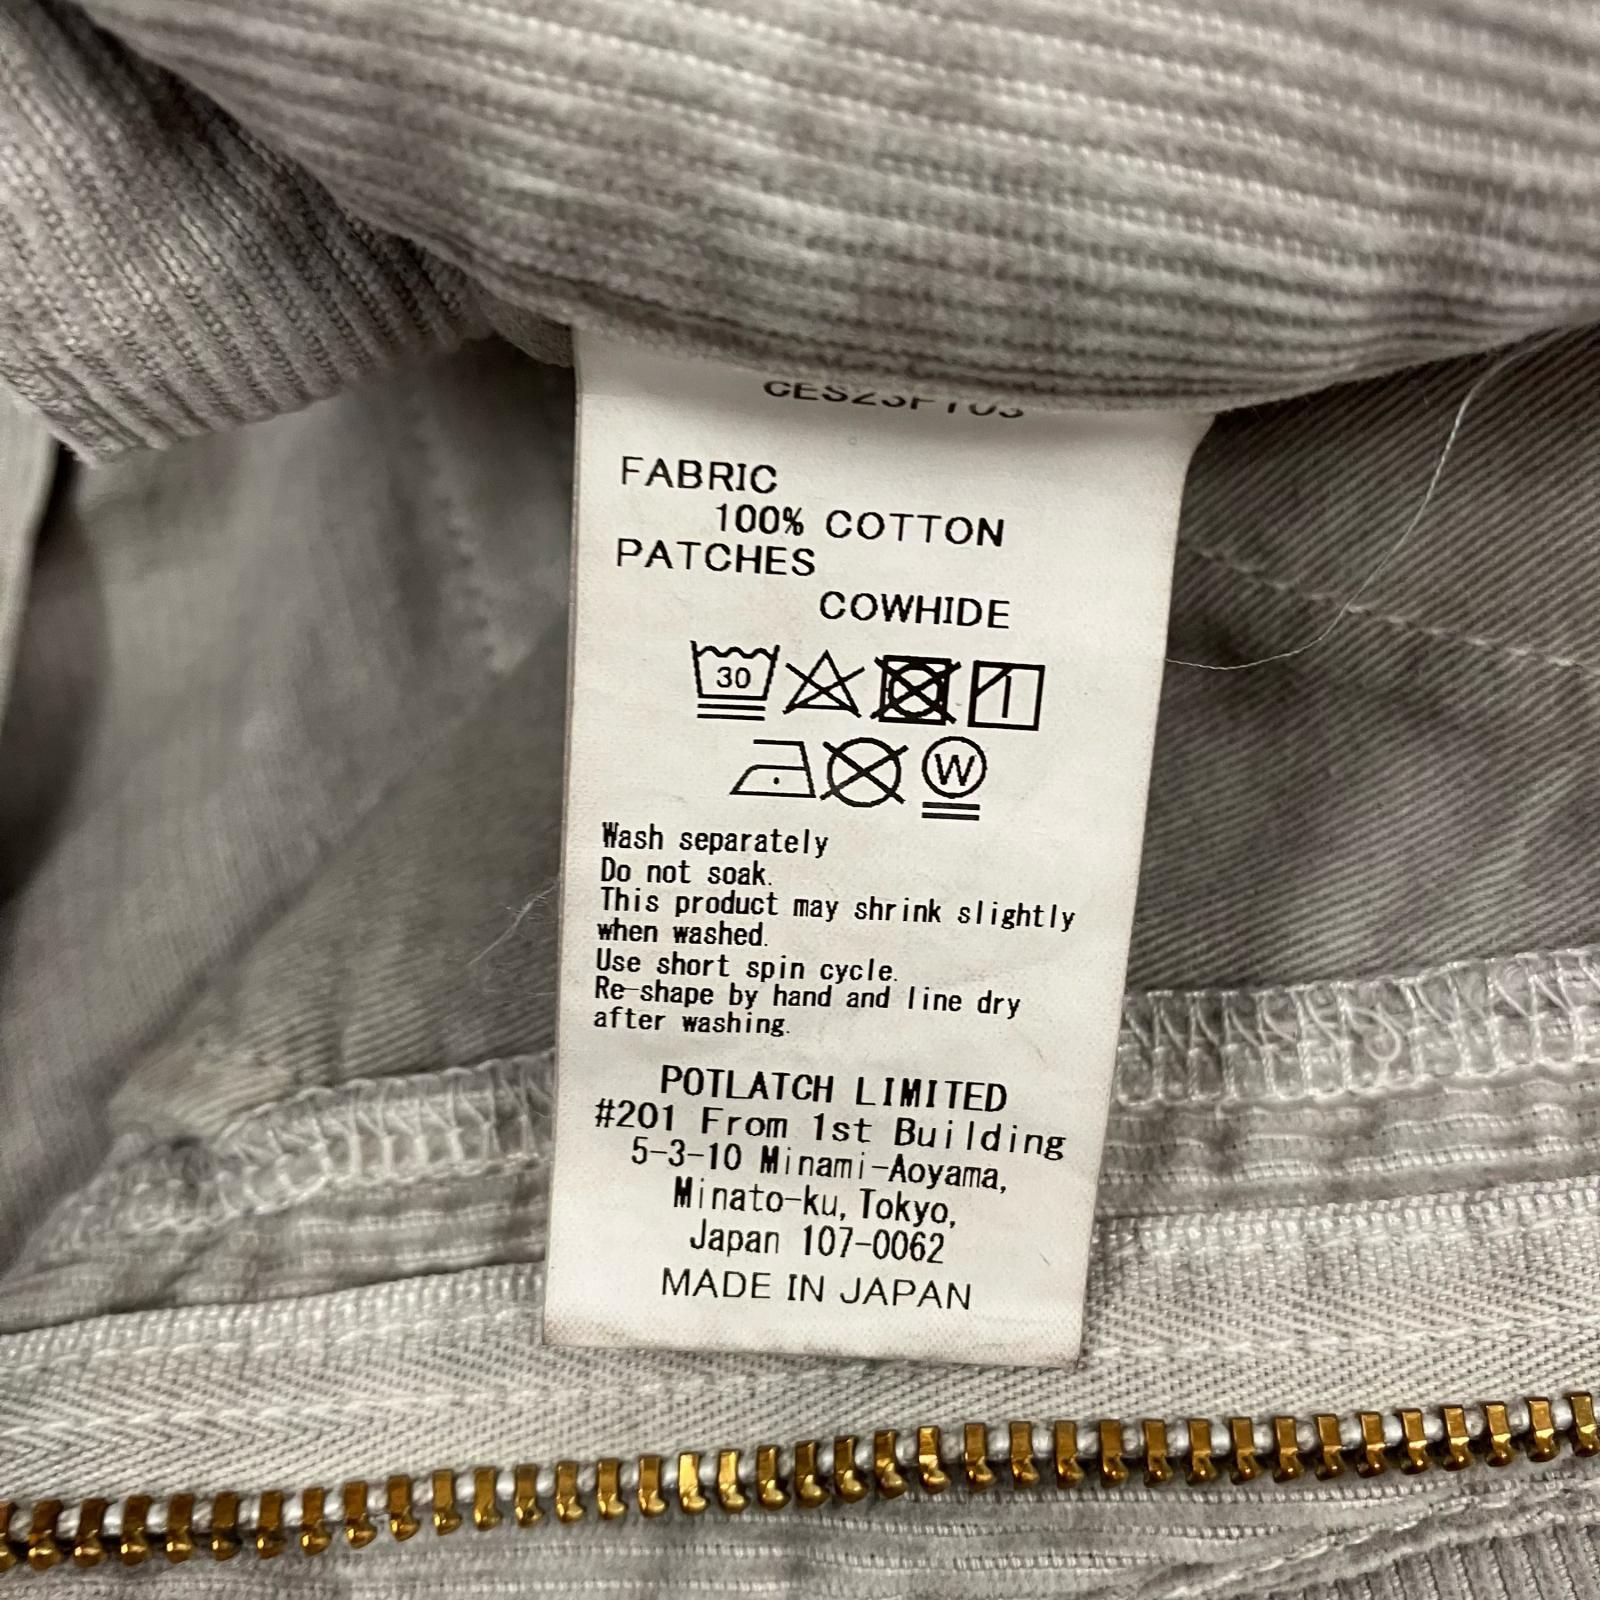 CES23PT03
FABRIC
100% COTTON
PATCHES
COWHIDE
30
W
Wash separately
Do not soak.
This product may shrink slightly
when washed.
Use short spin cycle.
Re-shape by hand and line dry
after washing.
POTLATCH LIMITED
#201 From 1st Building
5-3-10 Minami-Aoyama,
Minato-ku, Tokyo,
Japan 107-0062
MADE IN JAPAN